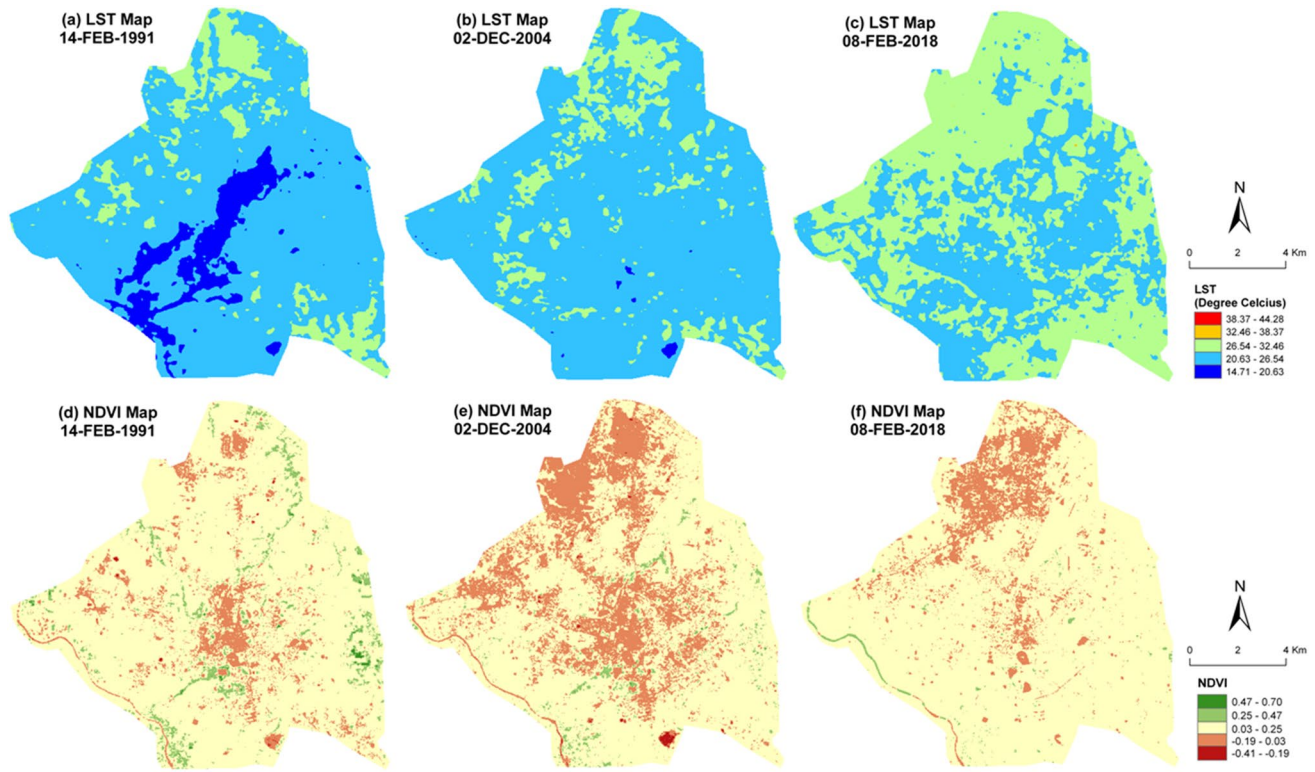 (a) LST Map
14-FEB-1991
(b) LST Map
02-DEC-2004
(c) LST Map
08-FEB-2018
N
0 2 4 Km
LST
(Degree Celcius)
38.37 - 44.28
32.46 - 38.37
26.54 - 32.46
20.63 - 26.54
14.71 - 20.63
(d) NDVI Map
14-FEB-1991
(e) NDVI Map
02-DEC-2004
(f) NDVI Map
08-FEB-2018
N
0 2 4 Km
NDVI
0.47 - 0.70
0.25 - 0.47
0.03 - 0.25
-0.19 - 0.03
-0.41 - -0.19